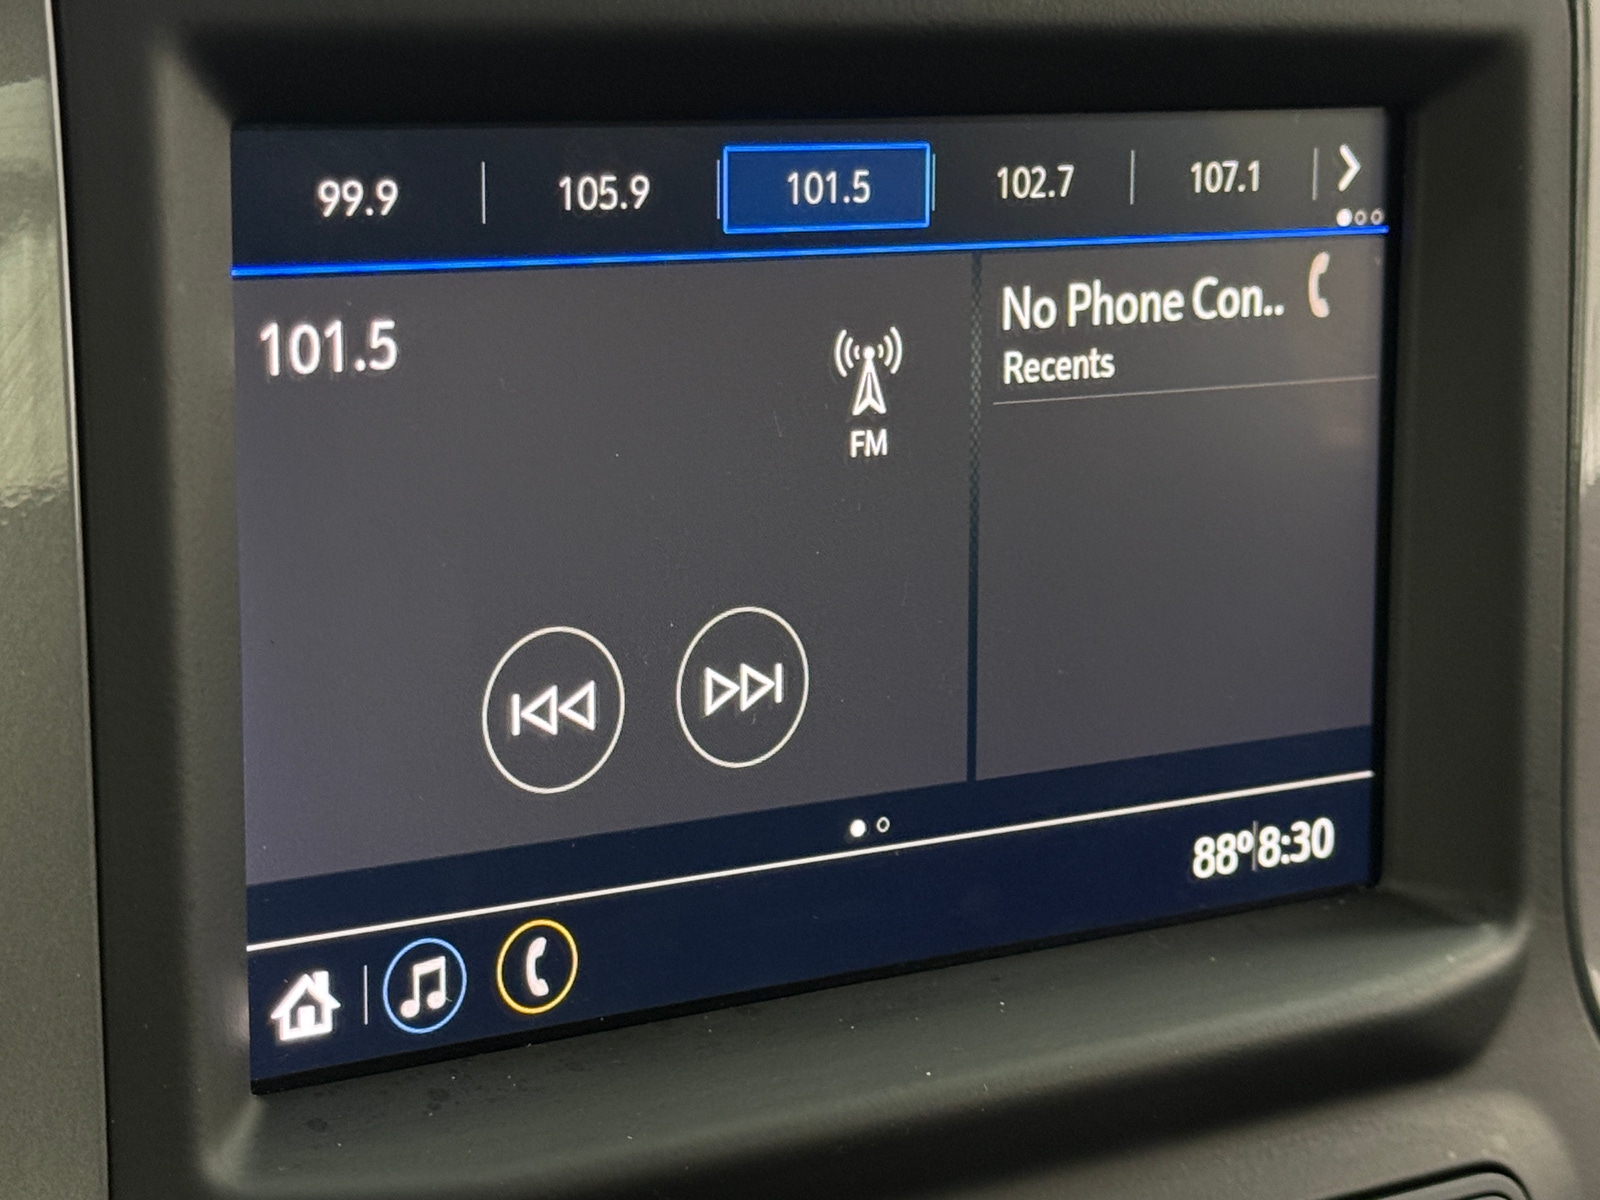 99.9 105.9 101.5 102.7 107.1
101.5
FM
No Phone Con..
Recents
88° 8:30